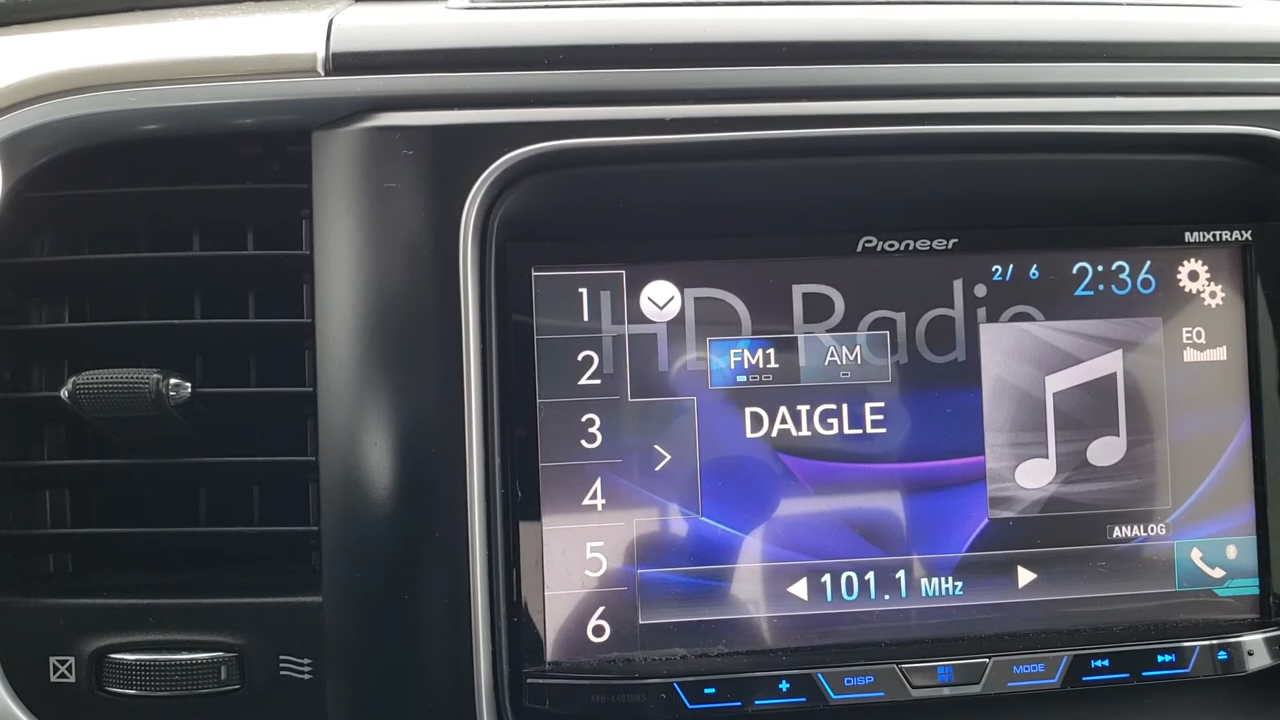 Pioneer
MIXTRAX
HD Radio
2/ 6
2:36
1
2
3
4
5
6
FM1
AM
EQ
DAIGLE
ANALOG
101.1 MHz
- + DISP MODE